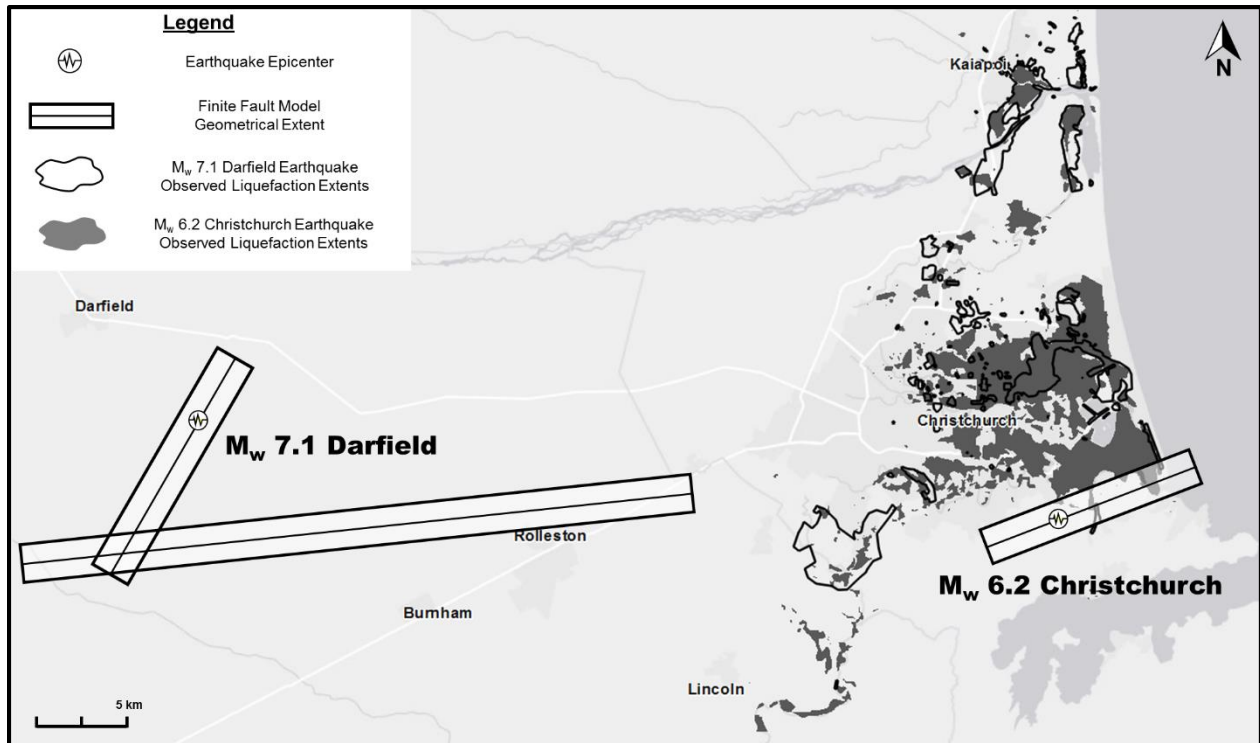 Legend
Earthquake Epicenter
Finite Fault Model
Geometrical Extent
Mw 7.1 Darfield Earthquake
Observed Liquefaction Extents
Mw 6.2 Christchurch Earthquake
Observed Liquefaction Extents
N
Kaiapoi
Darfield
Mw 7.1 Darfield
Christchurch
Rolleston
Mw 6.2 Christchurch
Burnham
Lincoln
5 km